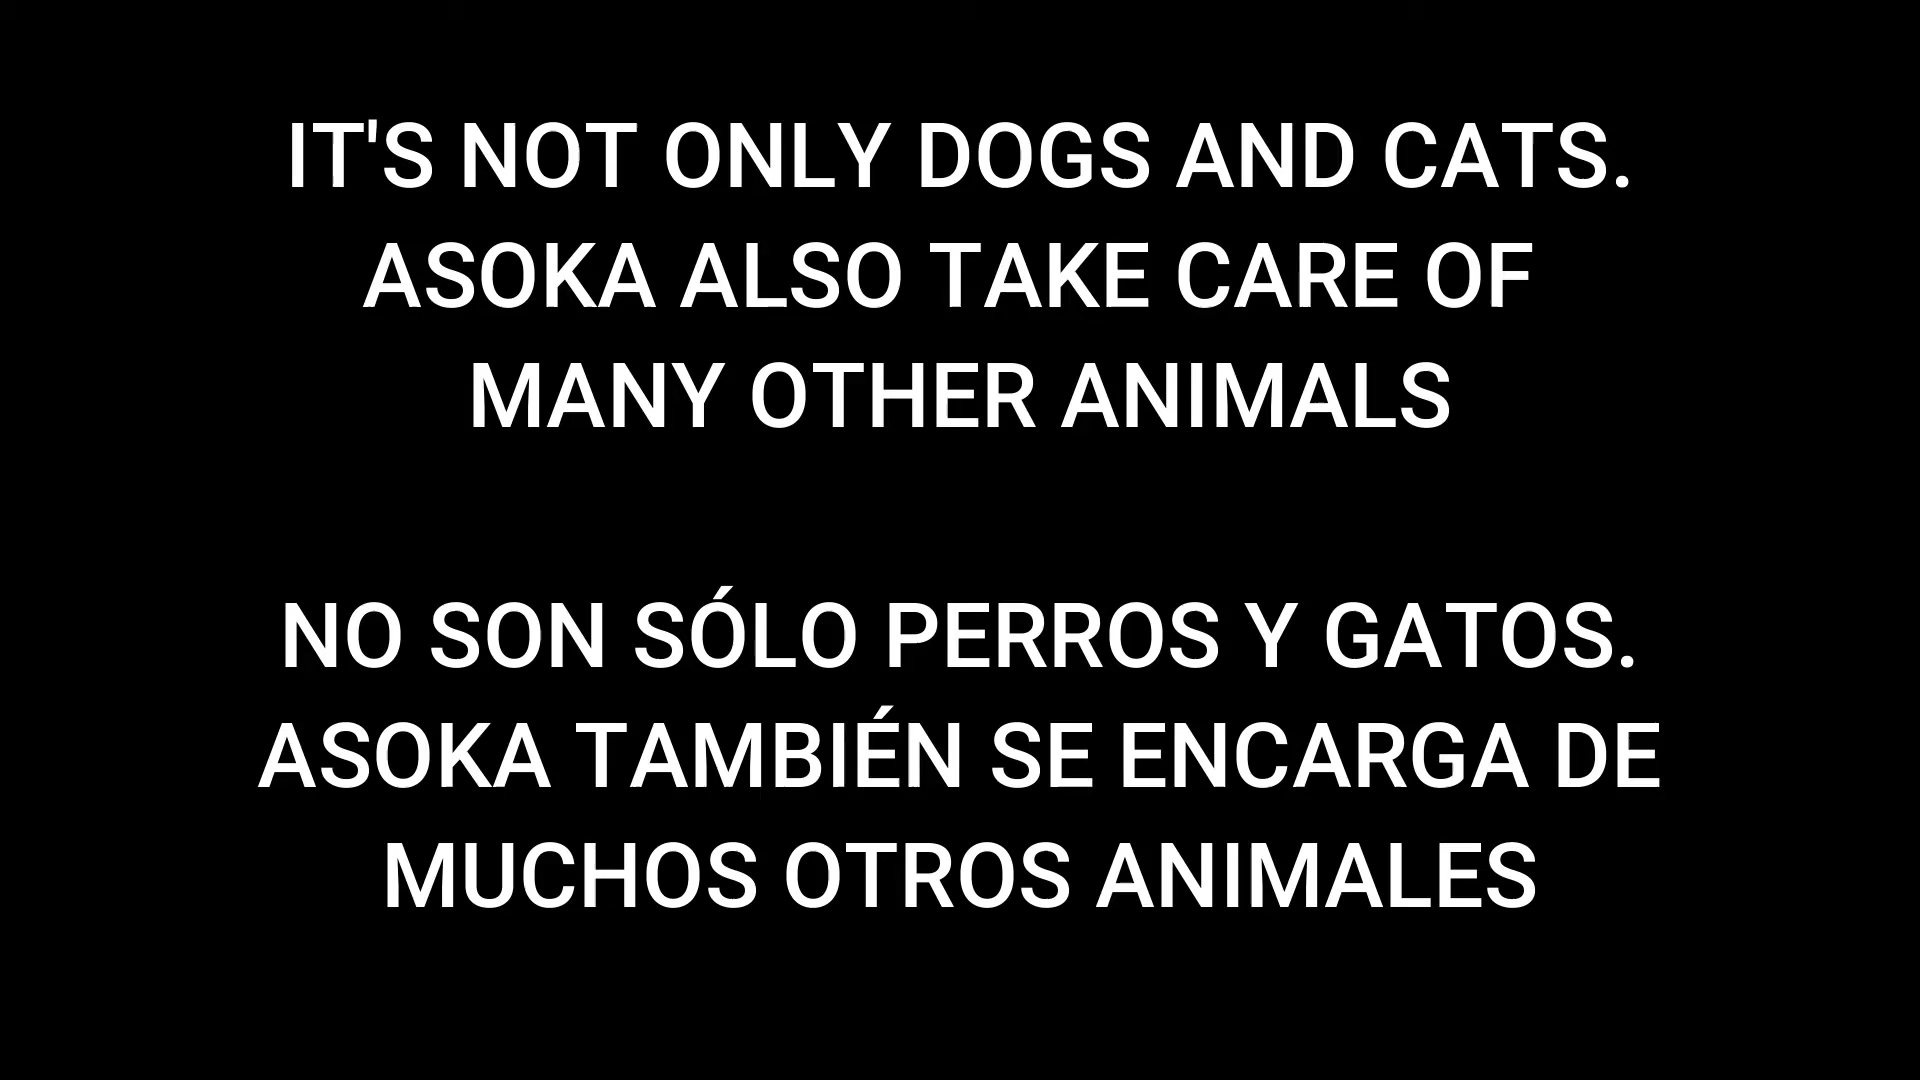 IT'S NOT ONLY DOGS AND CATS.
ASOKA ALSO TAKE CARE OF
MANY OTHER ANIMALS
NO SON SÓLO PERROS Y GATOS.
ASOKA TAMBIÉN SE ENCARGA DE
MUCHOS OTROS ANIMALES